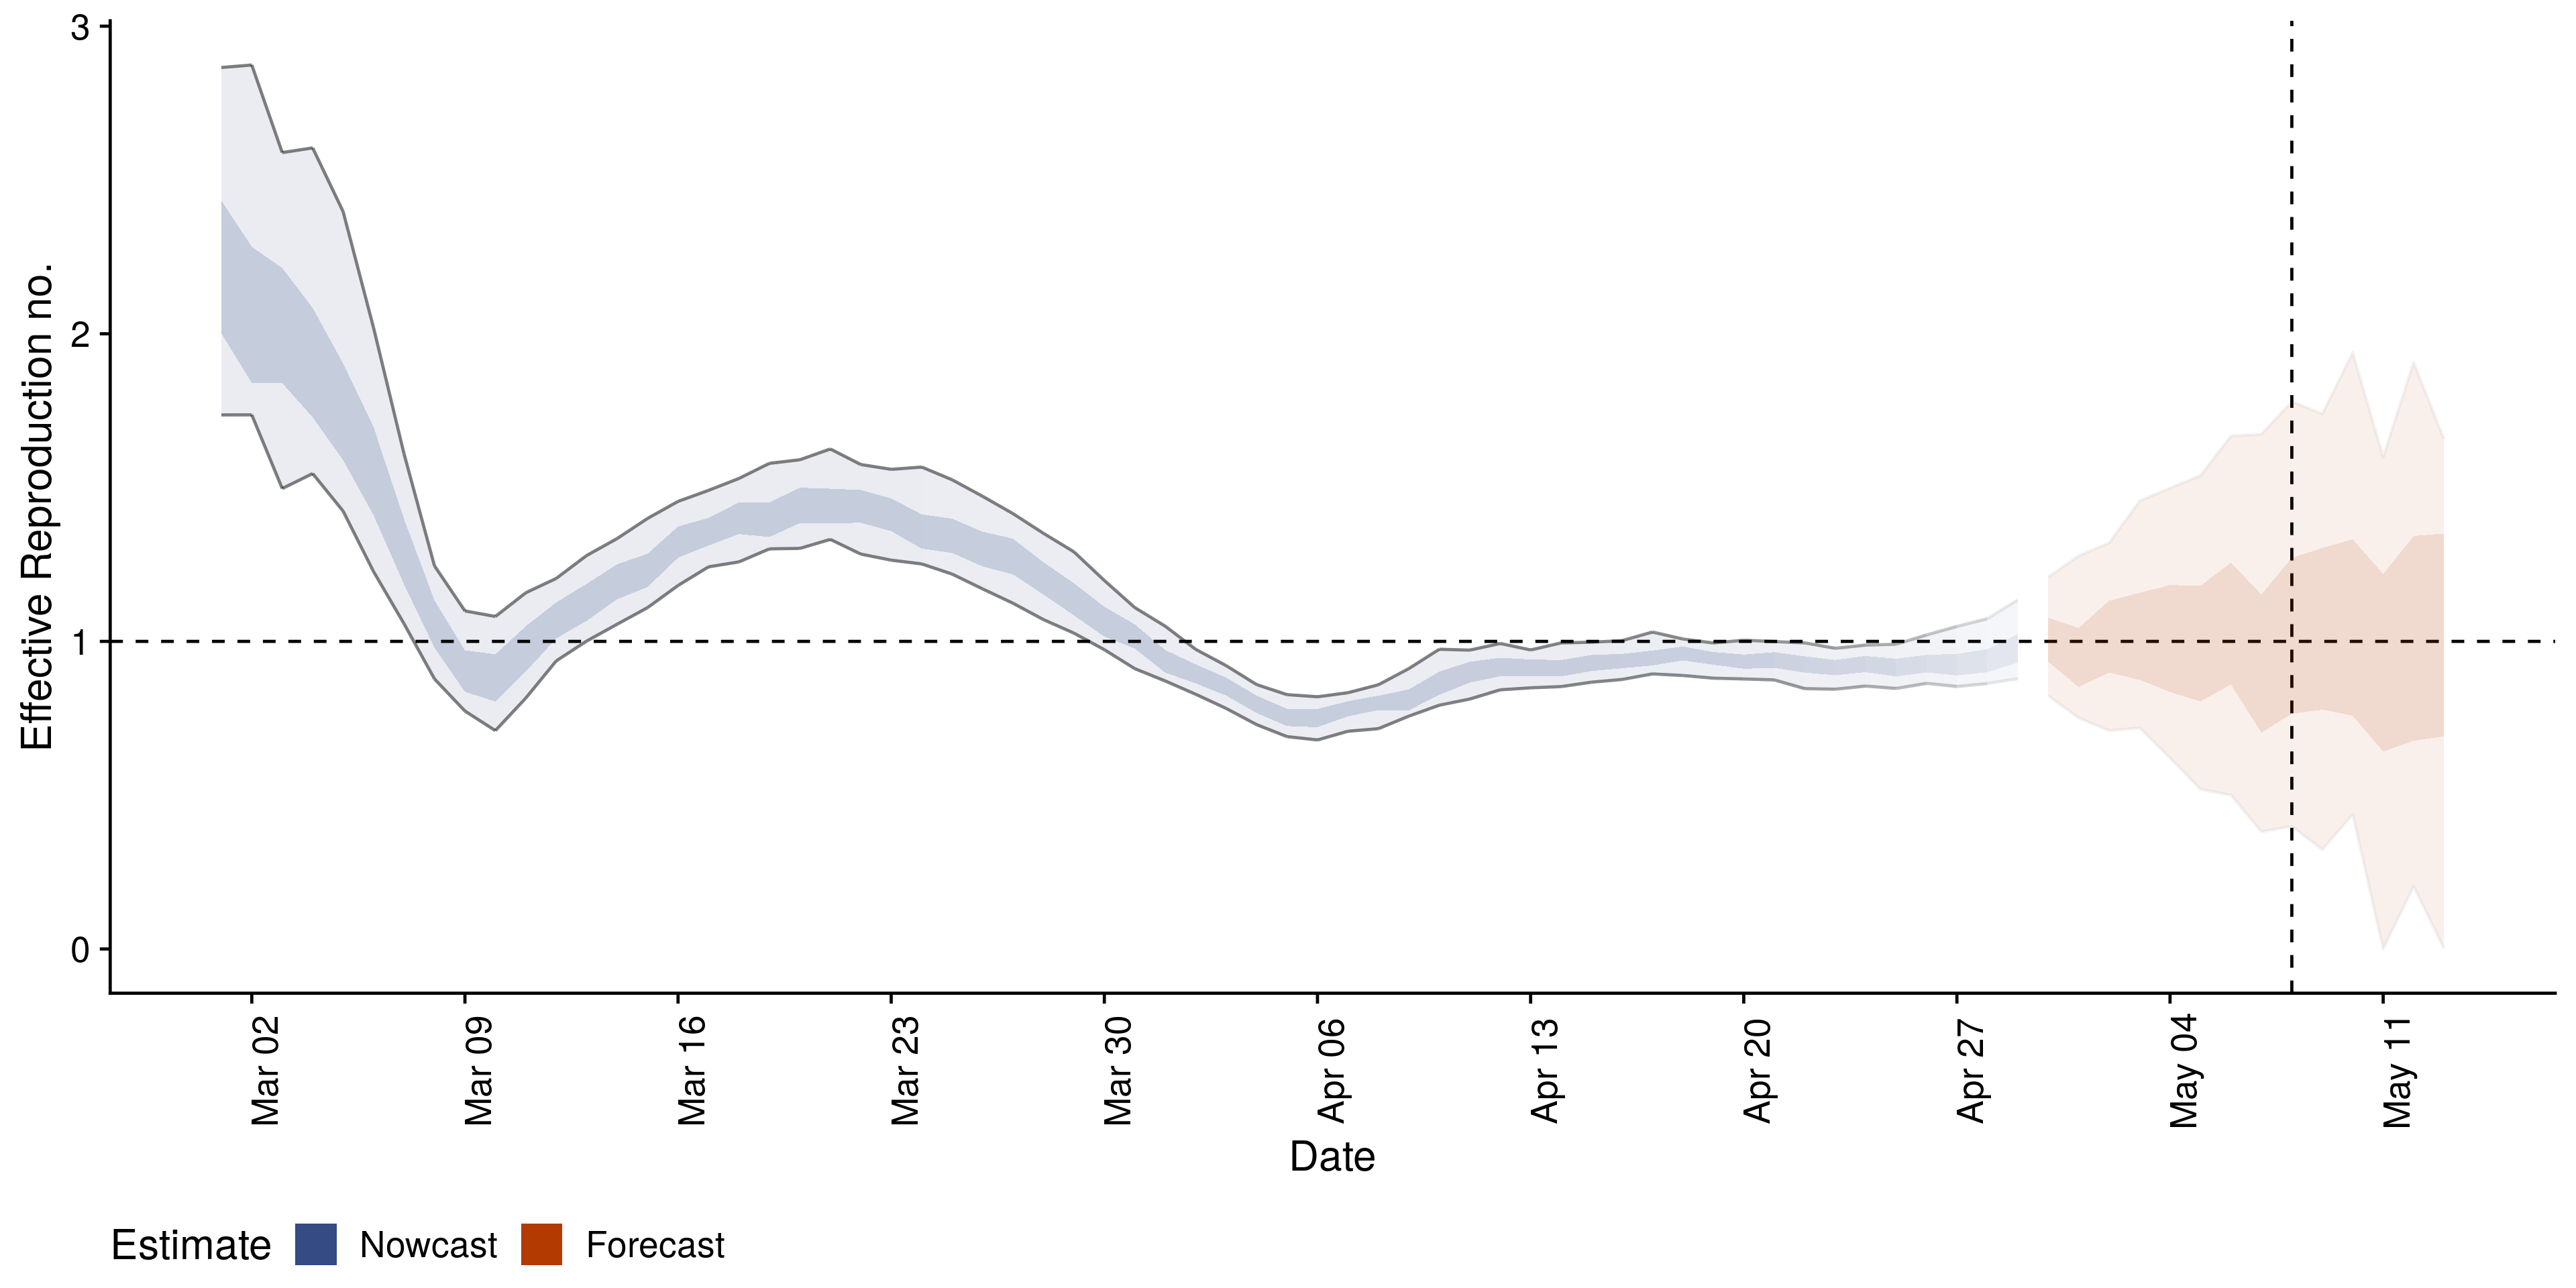 Effective Reproduction no.
3
2
1
0
Mar 02
Mar 09
Mar 16
Mar 23
Mar 30
Apr 06
Apr 13
Apr 20
Apr 27
May 04
May 11
Date
Estimate Nowcast Forecast